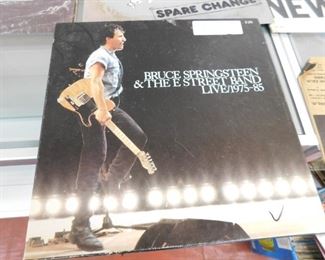 SPARE CHANGE
NEW
BRUCE SPRINGSTEEN
& THE E STREET BAND
LIVE/1975-85